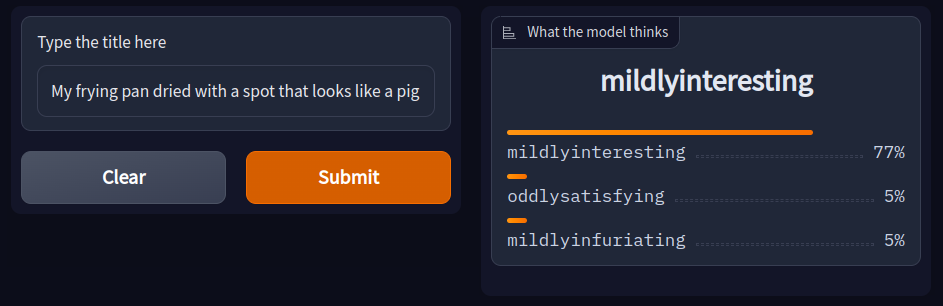 Type the title here
My frying pan dried with a spot that looks like a pig
Clear
Submit
What the model thinks
mildlyinteresting
mildlyinteresting 77%
oddlysatisfying 5%
mildlyinfuriating 5%